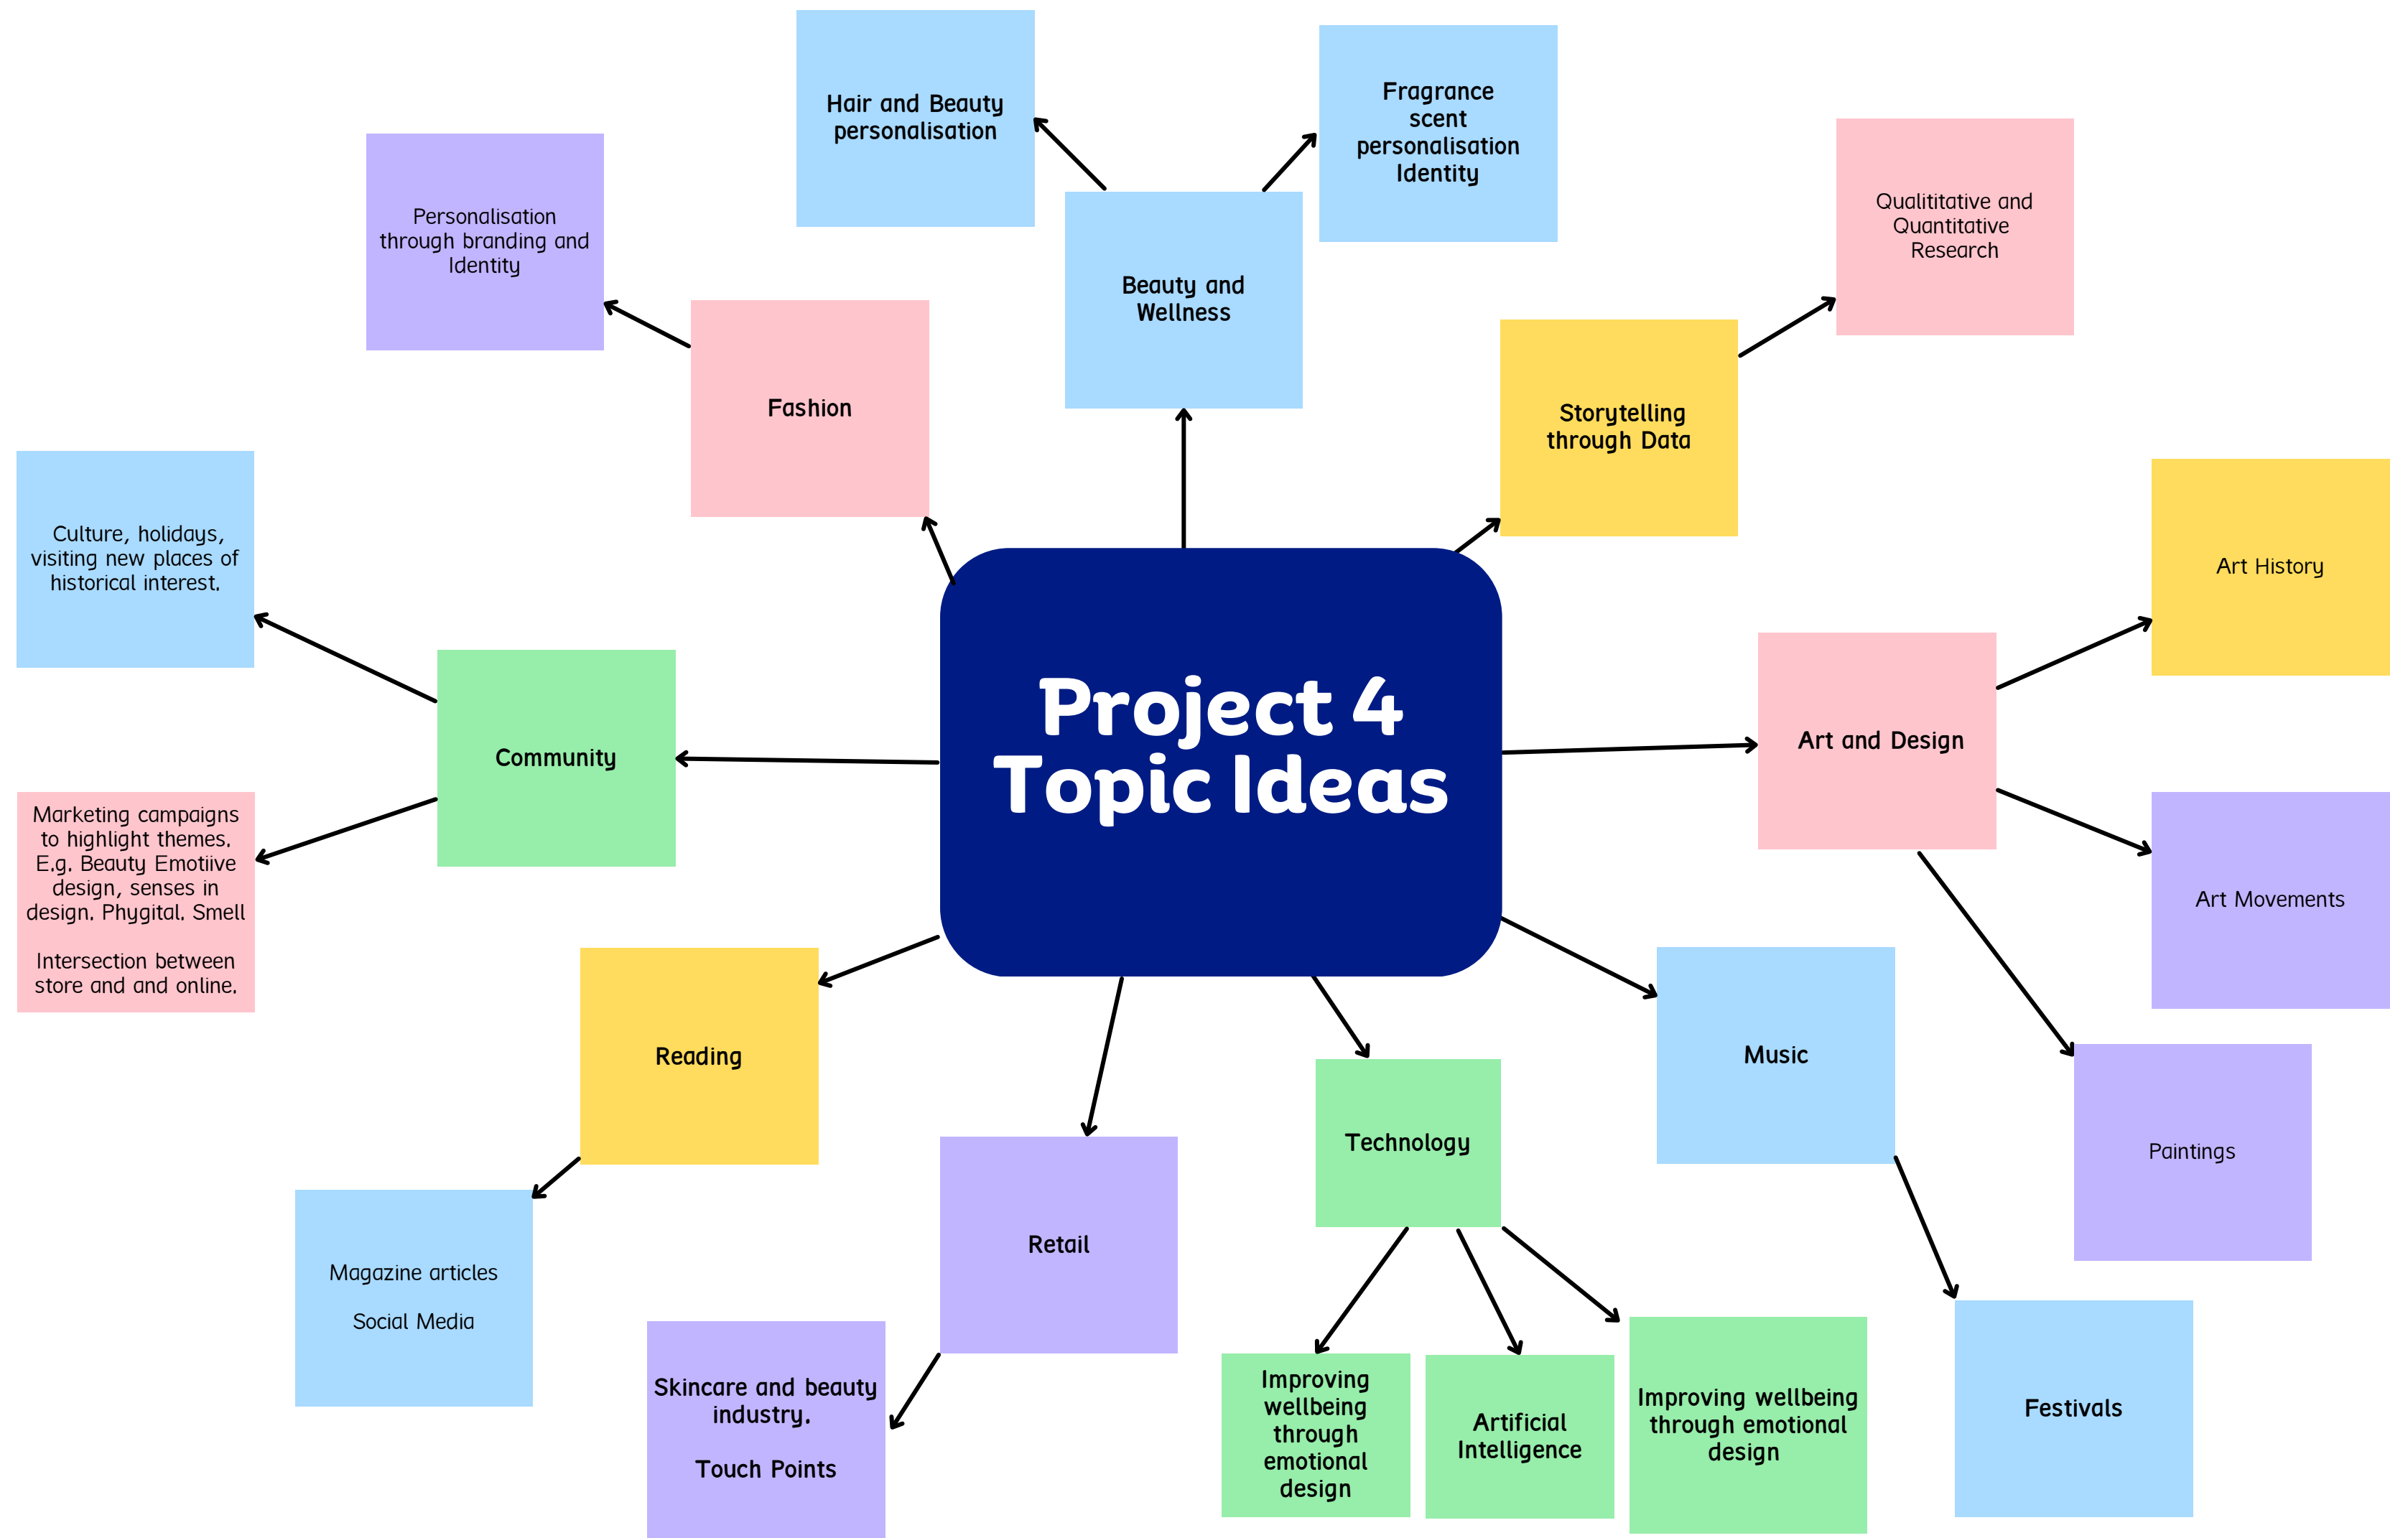 Hair and Beauty
personalisation
Fragrance
scent
personalisation
Identity
Personalisation
through branding and
Identity
Qualititative and
Quantitative
Research
Beauty and
Wellness
Fashion
Storytelling
through Data
Culture, holidays,
visiting new places of
historical interest.
Art History
Community
Project 4
Topic Ideas
Art and Design
Marketing campaigns
to highlight themes.
E.g. Beauty Emotiive
design, senses in
design. Phygital. Smell
Intersection between
store and and online.
Art Movements
Reading
Music
Technology
Paintings
Retail
Magazine articles
Social Media
Skincare and beauty
industry.
Touch Points
Improving
wellbeing
through
emotional
design
Artificial
Intelligence
Improving wellbeing
through emotional
design
Festivals